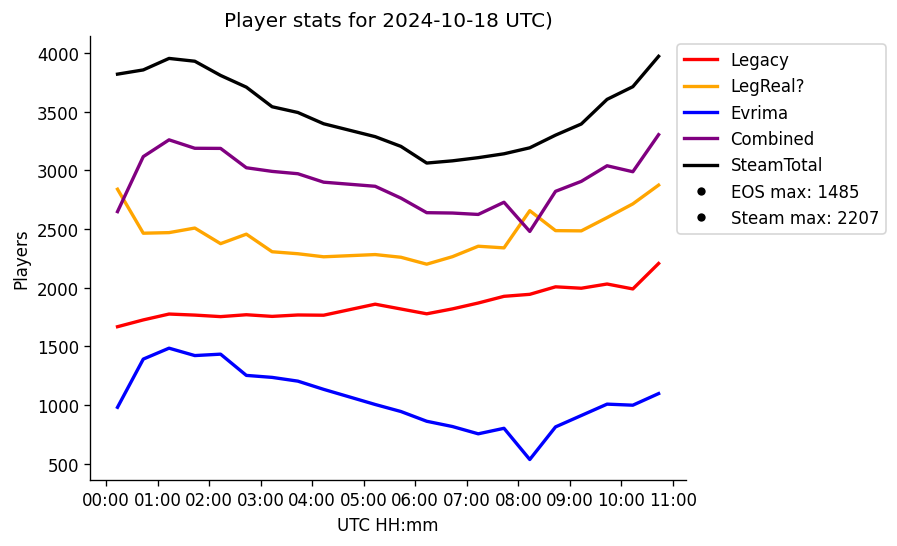 Player stats for 2024-10-18 UTC)
Players
4000
3500
3000
2500
2000
1500
1000
500
00:00 01:00 02:00 03:00 04:00 05:00 06:00 07:00 08:00 09:00 10:00 11:00
UTC HH:mm
Legacy
LegReal?
Evrima
Combined
SteamTotal
EOS max: 1485
Steam max: 2207